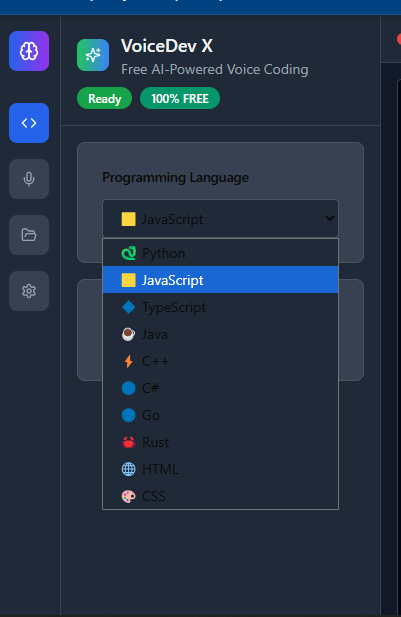 VoiceDev X
Free AI-Powered Voice Coding
Ready
100% FREE
Programming Language
JavaScript
Python
JavaScript
TypeScript
Java
C++
C#
Go
Rust
HTML
CSS